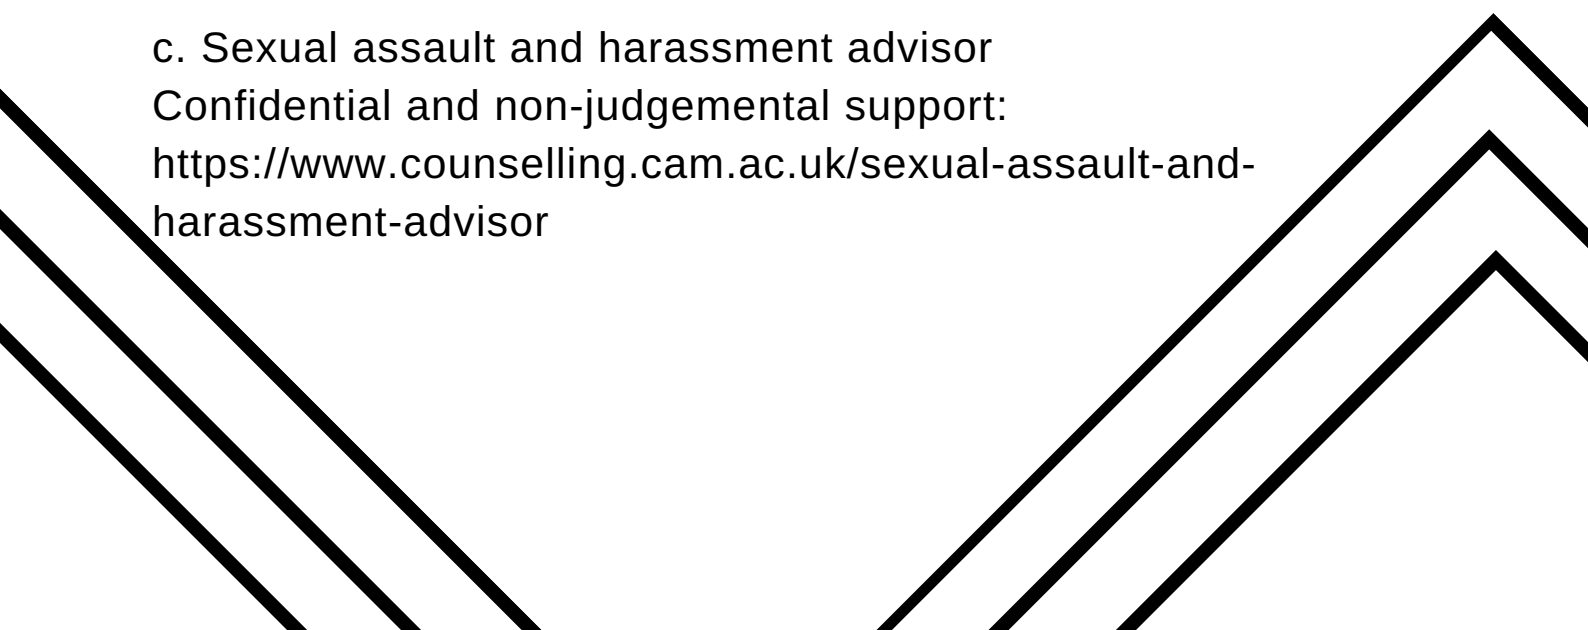 c. Sexual assault and harassment advisor
Confidential and non-judgemental support:
https://www.counselling.cam.ac.uk/sexual-assault-and-
harassment-advisor